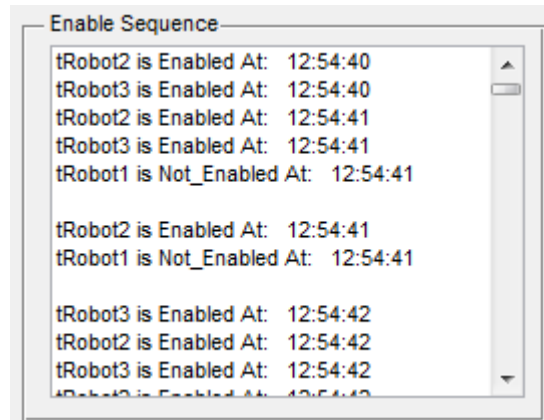 Enable Sequence
tRobot2 is Enabled At: 12:54:40
tRobot3 is Enabled At: 12:54:40
tRobot2 is Enabled At: 12:54:41
tRobot3 is Enabled At: 12:54:41
tRobot1 is Not_Enabled At: 12:54:41
tRobot2 is Enabled At: 12:54:41
tRobot1 is Not_Enabled At: 12:54:41
tRobot3 is Enabled At: 12:54:42
tRobot2 is Enabled At: 12:54:42
tRobot3 is Enabled At: 12:54:42